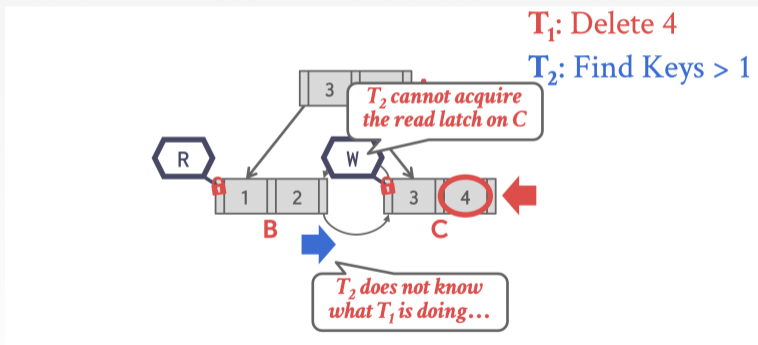 T₁: Delete 4
T₂: Find Keys > 1
3
T₂ cannot acquire
the read latch on C
R
W
1 2
3 4
B
C
T₂ does not know
what T₁ is doing...